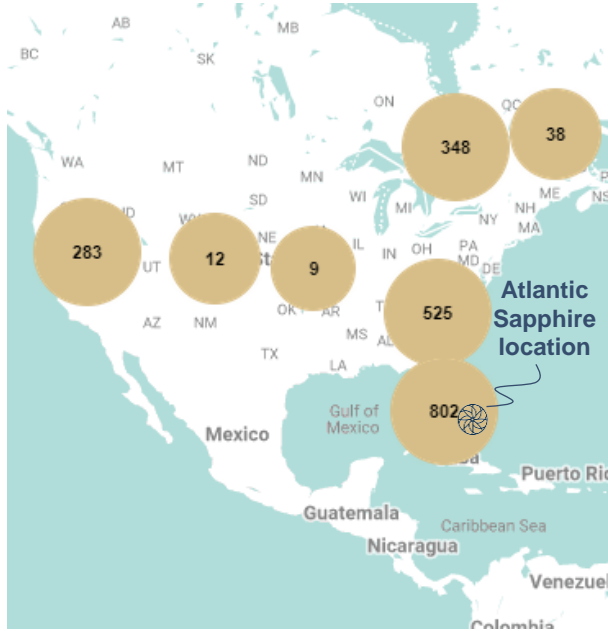 AB
MB
BC
SK
ON
QC
348
38
WA
MT
ND
MN
SD
WI
MI
NY
NH
ME
NS
MA
283
UT
12
NE
9
IL
IN
OH
PA
MD
DE
AZ
NM
OK
AR
MS
TX
LA
525
Atlantic
Sapphire
location
802
Gulf of
Mexico
Mexico
Puerto Ric
Guatemala
Caribbean Sea
Nicaragua
Venezuel
Colombia